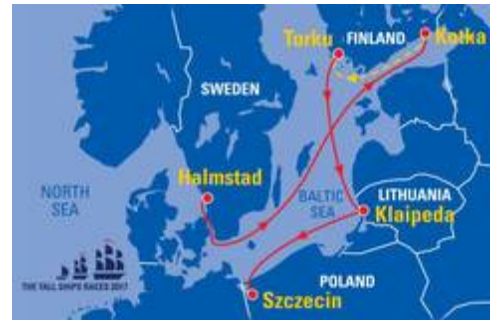 Turku
FINLAND
Kotka
SWEDEN
Halmstad
NORTH
SEA
BALTIC
SEA
LITHUANIA
Klaipeda
THE TALL SHIPS RACES 2017
POLAND
Szczecin